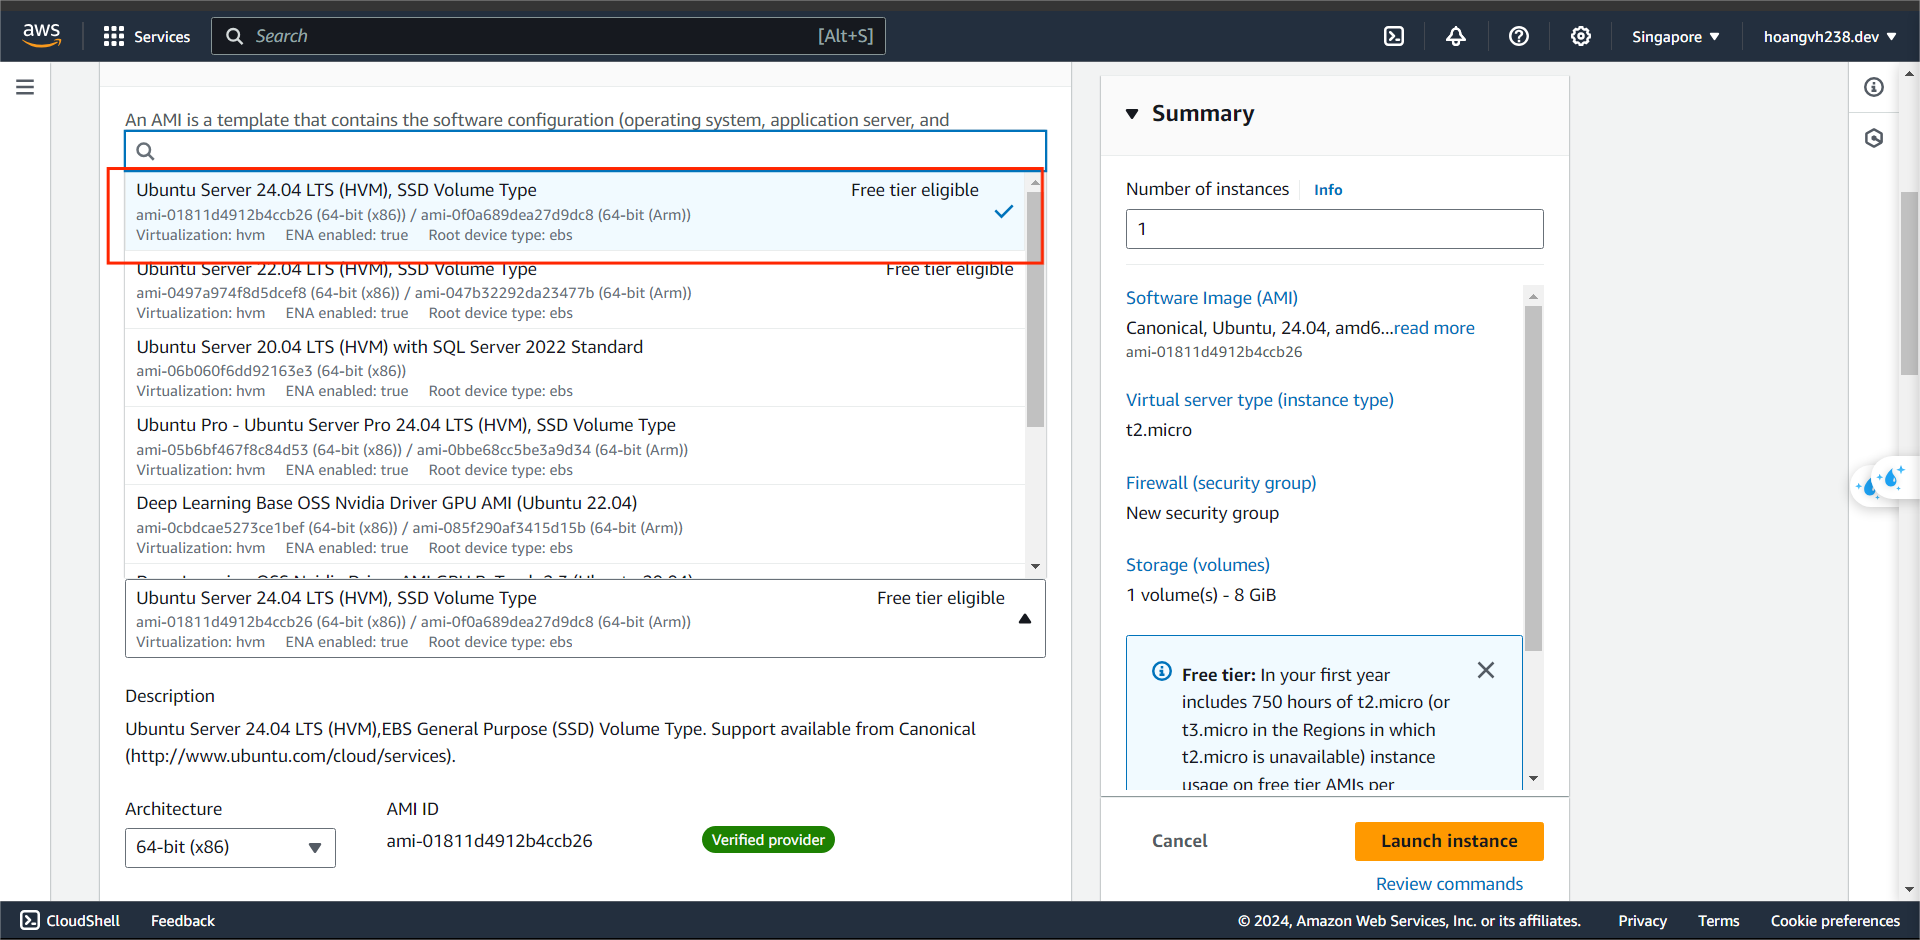 aws
Services
Search
[Alt+S]
Singapore
hoangvh238.dev
An AMI is a template that contains the software configuration (operating system, application server, and
Ubuntu Server 24.04 LTS (HVM), SSD Volume Type
Free tier eligible
ami-01811d4912b4ccb26 (64-bit (x86)) / ami-0f0a689dea27d9dc8 (64-bit (Arm))
Virtualization: hvm ENA enabled: true Root device type: ebs
Ubuntu Server 22.04 LTS (HVM), SSD Volume Type
Free tier eligible
ami-0497a974f8d5dcef8 (64-bit (x86)) / ami-047b32292da23477b (64-bit (Arm))
Virtualization: hvm ENA enabled: true Root device type: ebs
Ubuntu Server 20.04 LTS (HVM) with SQL Server 2022 Standard
ami-06b060f6dd92163e3 (64-bit (x86))
Virtualization: hvm ENA enabled: true Root device type: ebs
Ubuntu Pro - Ubuntu Server Pro 24.04 LTS (HVM), SSD Volume Type
ami-05b6bf467f8c84d53 (64-bit (x86)) / ami-0bbe68cc5be3a9d34 (64-bit (Arm))
Virtualization: hvm ENA enabled: true Root device type: ebs
Deep Learning Base OSS Nvidia Driver GPU AMI (Ubuntu 22.04)
ami-0cbdcae5273ce1bef (64-bit (x86)) / ami-085f290af3415d15b (64-bit (Arm))
Virtualization: hvm ENA enabled: true Root device type: ebs
Ubuntu Server 24.04 LTS (HVM), SSD Volume Type
Free tier eligible
ami-01811d4912b4ccb26 (64-bit (x86)) / ami-0f0a689dea27d9dc8 (64-bit (Arm))
Virtualization: hvm ENA enabled: true Root device type: ebs
Description
Ubuntu Server 24.04 LTS (HVM),EBS General Purpose (SSD) Volume Type. Support available from Canonical
(http://www.ubuntu.com/cloud/services).
Architecture
64-bit (x86)
AMI ID
ami-01811d4912b4ccb26
Verified provider
Summary
Number of instances
Info
1
Software Image (AMI)
Canonical, Ubuntu, 24.04, amd6...read more
ami-01811d4912b4ccb26
Virtual server type (instance type)
t2.micro
Firewall (security group)
New security group
Storage (volumes)
1 volume(s) - 8 GiB
Free tier: In your first year
includes 750 hours of t2.micro (or
t3.micro in the Regions in which
t2.micro is unavailable) instance
usage on free tier AMIs per
Cancel
Launch instance
Review commands
CloudShell
Feedback
© 2024, Amazon Web Services, Inc. or its affiliates.
Privacy
Terms
Cookie preferences